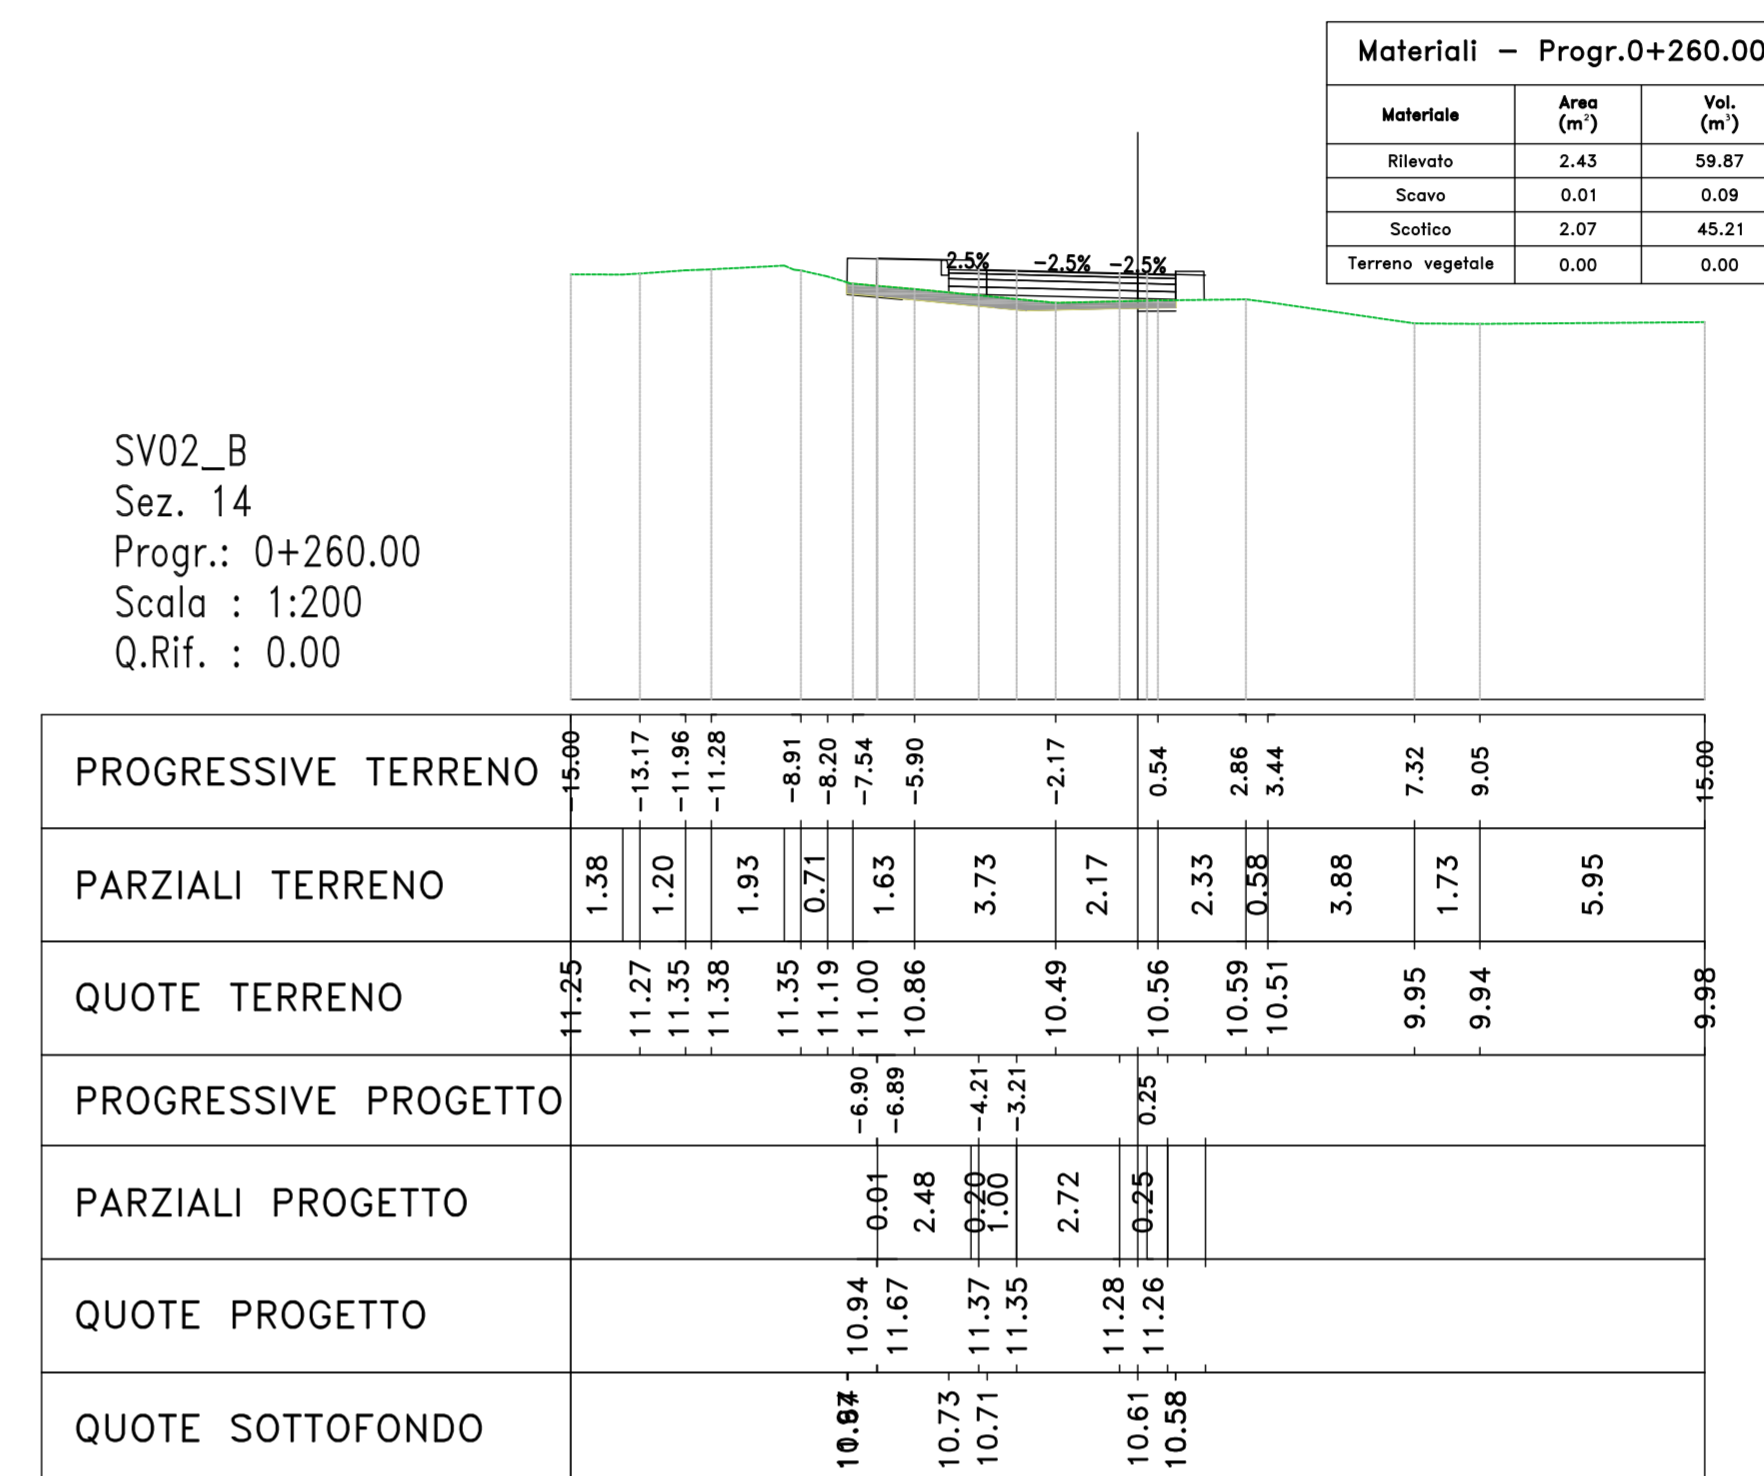 Materiali - Progr.0+260.00
Materiale Area (m²) Vol. (m³)
Rilevato 2.43 59.87
Scavo 0.01 0.09
Scotico 2.07 45.21
Terreno vegetale 0.00 0.00
2.5% -2.5% -2.5%
SV02_B
Sez. 14
Progr.: 0+260.00
Scala : 1:200
Q.Rif. : 0.00
PROGRESSIVE TERRENO -15.00 -13.17 -11.96 -11.28 -8.91 -8.20 -7.54 -5.90 -2.17 0.54 2.86 3.44 7.32 9.05 15.00
PARZIALI TERRENO 1.38 1.20 1.93 0.71 1.63 3.73 2.17 2.33 0.58 3.88 1.73 5.95
QUOTE TERRENO 11.25 11.27 11.35 11.38 11.35 11.19 11.00 10.86 10.49 10.56 10.59 10.51 9.95 9.94 9.98
PROGRESSIVE PROGETTO -6.90 -6.89 -4.21 -3.21 0.25
PARZIALI PROGETTO 0.01 2.48 0.20 1.00 2.72 0.25
QUOTE PROGETTO 10.94 11.67 11.37 11.35 11.28 11.26
QUOTE SOTTOFONDO 10.73 10.71 10.61 10.58